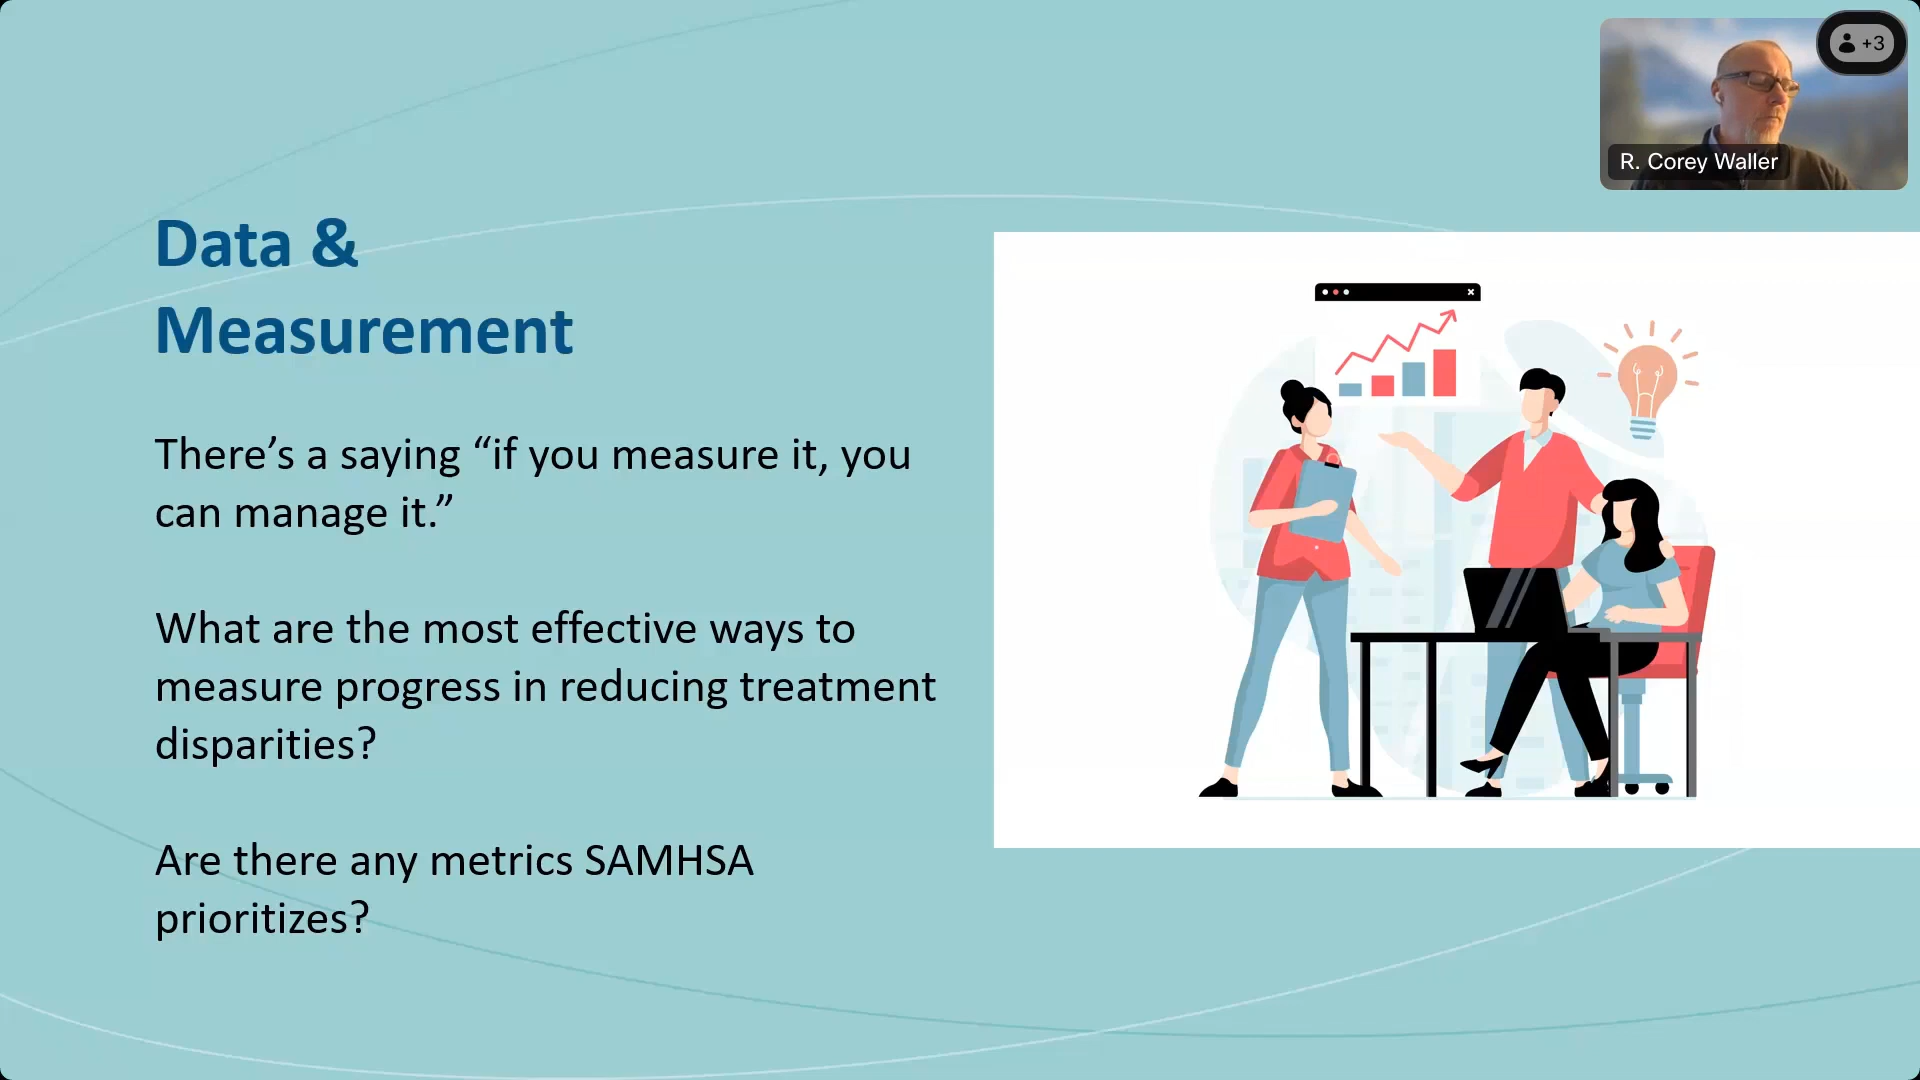 +3
R. Corey Waller
Data &
Measurement
There’s a saying “if you measure it, you
can manage it.”
What are the most effective ways to
measure progress in reducing treatment
disparities?
Are there any metrics SAMHSA
prioritizes?